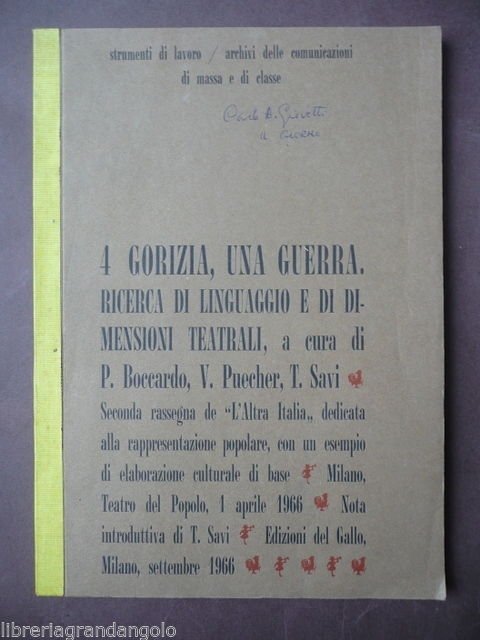 strumenti di lavoro / archivi delle comunicazioni
di massa e di classe
Carlo
4 GORIZIA, UNA GUERRA.
RICERCA DI LINGUAGGIO E DI DI-
MENSIONI TEATRALI, a cura di
P. Boccardo, V. Puecher, T. Savi
Seconda rassegna de "L'Altra Italia„ dedicata
alla rappresentazione popolare, con un esempio
di elaborazione culturale di base Milano,
Teatro del Popolo, 1 aprile 1966 Nota
introduttiva di T. Savi Edizioni del Gallo,
Milano, settembre 1966
libreriagrandangolo